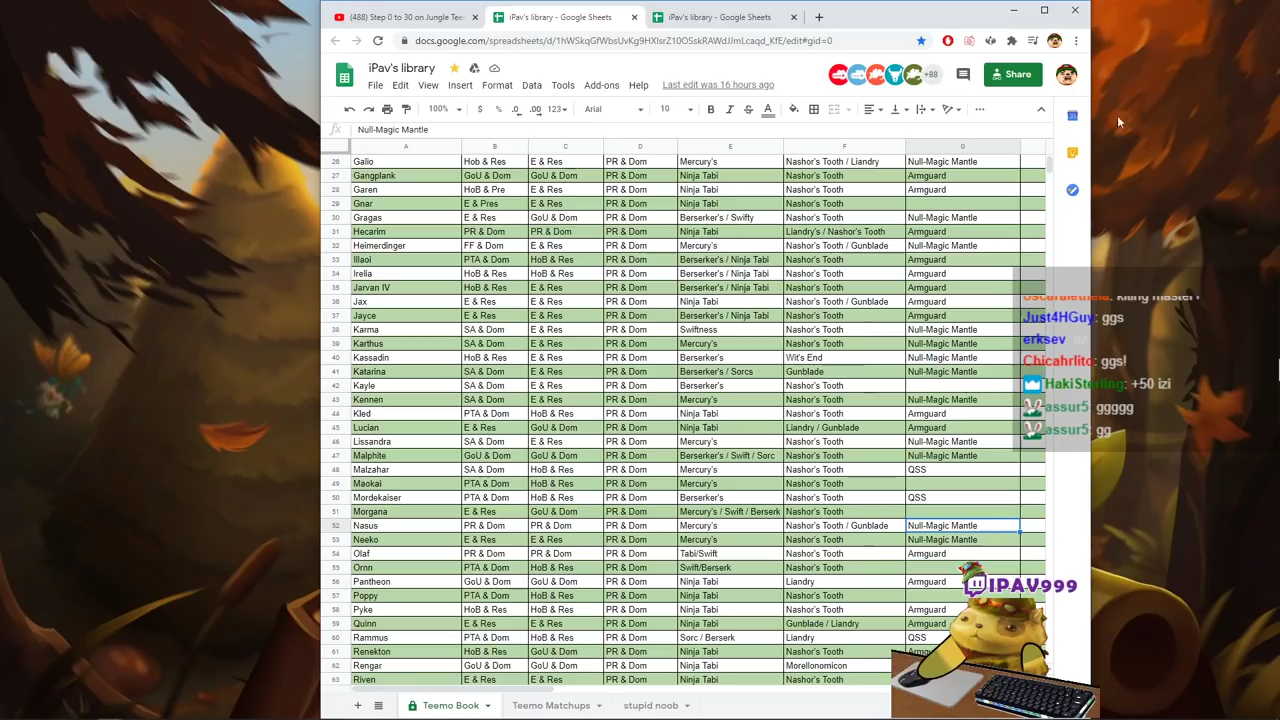 (488) Step 0 to 30 on Jungle Tee
iPav's library - Google Sheets
iPav's library - Google Sheets
docs.google.com/spreadsheets/d/
iPav's library
File Edit View Insert Format Data Tools Add-ons Help Last edit was 16 hours ago
+88
Share
100% $ % .0 .00 123 Arial 10 B I S A
fx Null-Magic Mantle
A B C D E F G
26 Galio Hob & Res E & Res PR & Dom Mercury's Nashor's Tooth / Liandry Null-Magic Mantle
27 Gangplank GoU & Dom GoU & Dom PR & Dom Ninja Tabi Nashor's Tooth Armguard
28 Garen HoB & Pre E & Res PR & Dom Ninja Tabi Nashor's Tooth Armguard
29 Gnar E & Pres E & Res PR & Dom Ninja Tabi Nashor's Tooth
30 Gragas E & Res GoU & Dom PR & Dom Berserker's / Swifty Nashor's Tooth Null-Magic Mantle
31 Hecarim PR & Dom PR & Dom PR & Dom Ninja Tabi Liandry's / Nashor's Tooth Armguard
32 Heimerdinger FF & Dom E & Res PR & Dom Mercury's Nashor's Tooth / Gunblade Null-Magic Mantle
33 Illaoi PTA & Dom HoB & Res PR & Dom Berserker's / Ninja Tabi Nashor's Tooth Armguard
34 Irelia HoB & Res E & Res PR & Dom Berserker's / Ninja Tabi Nashor's Tooth Armguard
35 Jarvan IV HoB & Res E & Res PR & Dom Berserker's / Ninja Tabi Nashor's Tooth Armguard
36 Jax E & Res E & Res PR & Dom Ninja Tabi Nashor's Tooth / Gunblade Armguard
37 Jayce E & Res E & Res PR & Dom Berserker's / Ninja Tabi Nashor's Tooth Armguard
38 Karma SA & Dom E & Res PR & Dom Swiftness Nashor's Tooth Null-Magic Mantle
39 Karthus SA & Dom E & Res PR & Dom Mercury's Nashor's Tooth Null-Magic Mantle
40 Kassadin HoB & Res E & Res PR & Dom Berserker's Wit's End Null-Magic Mantle
41 Katarina SA & Dom E & Res PR & Dom Berserker's / Sorcs Gunblade Null-Magic Mantle
42 Kayle SA & Dom E & Res PR & Dom Berserker's Nashor's Tooth
43 Kennen SA & Dom E & Res PR & Dom Mercury's Nashor's Tooth Null-Magic Mantle
44 Kled PTA & Dom HoB & Res PR & Dom Ninja Tabi Nashor's Tooth Armguard
45 Lucian E & Res GoU & Dom PR & Dom Ninja Tabi Liandry / Gunblade Armguard
46 Lissandra SA & Dom E & Res PR & Dom Mercury's Nashor's Tooth Null-Magic Mantle
47 Malphite GoU & Dom GoU & Dom PR & Dom Berserker's / Swift / Sorc Nashor's Tooth Null-Magic Mantle
48 Malzahar SA & Dom HoB & Res PR & Dom Mercury's Nashor's Tooth QSS
49 Maokai PTA & Dom HoB & Res PR & Dom Mercury's Nashor's Tooth
50 Mordekaiser PTA & Dom HoB & Res PR & Dom Berserker's Nashor's Tooth QSS
51 Morgana E & Res GoU & Dom PR & Dom Mercury's / Swift / Berserk Nashor's Tooth
52 Nasus PR & Dom PR & Dom PR & Dom Mercury's Nashor's Tooth / Gunblade Null-Magic Mantle
53 Neeko E & Res E & Res PR & Dom Mercury's Nashor's Tooth Null-Magic Mantle
54 Olaf PR & Dom PR & Dom PR & Dom Tabi/Swift Nashor's Tooth Armguard
55 Ornn PTA & Dom HoB & Res PR & Dom Swift/Berserk Nashor's Tooth
56 Pantheon GoU & Dom GoU & Dom PR & Dom Ninja Tabi Liandry Armguard
57 Poppy PTA & Dom HoB & Res PR & Dom Ninja Tabi Nashor's Tooth
58 Pyke HoB & Res HoB & Res PR & Dom Ninja Tabi Nashor's Tooth Armguard
59 Quinn E & Res E & Res PR & Dom Ninja Tabi Gunblade / Liandry Armguard
60 Rammus PTA & Dom HoB & Res PR & Dom Sorc / Berserk Liandry QSS
61 Renekton HoB & Res GoU & Dom PR & Dom Ninja Tabi Nashor's Tooth
62 Rengar GoU & Dom GoU & Dom PR & Dom Ninja Tabi Morellonomicon
63 Riven E & Res E & Res PR & Dom Ninja Tabi Nashor's Tooth
Just4HGuy: ggs
erksev
Chicahrlito: ggs!
HakiSterling: +50 izi
assur5: ggggg
assur5: gg
IPAV999
Teemo Book Teemo Matchups stupid noob